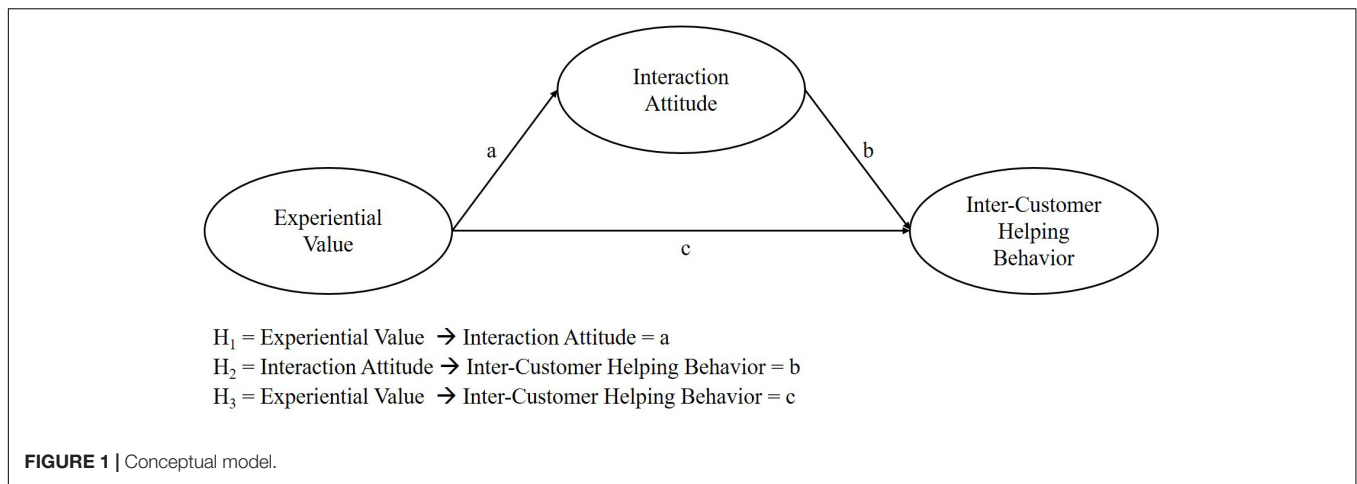 Interaction
Attitude
a
b
Experiential
Value
Inter-Customer
Helping
Behavior
c
H₁ = Experiential Value → Interaction Attitude = a
H₂ = Interaction Attitude → Inter-Customer Helping Behavior = b
H₃ = Experiential Value → Inter-Customer Helping Behavior = c
FIGURE 1 | Conceptual model.